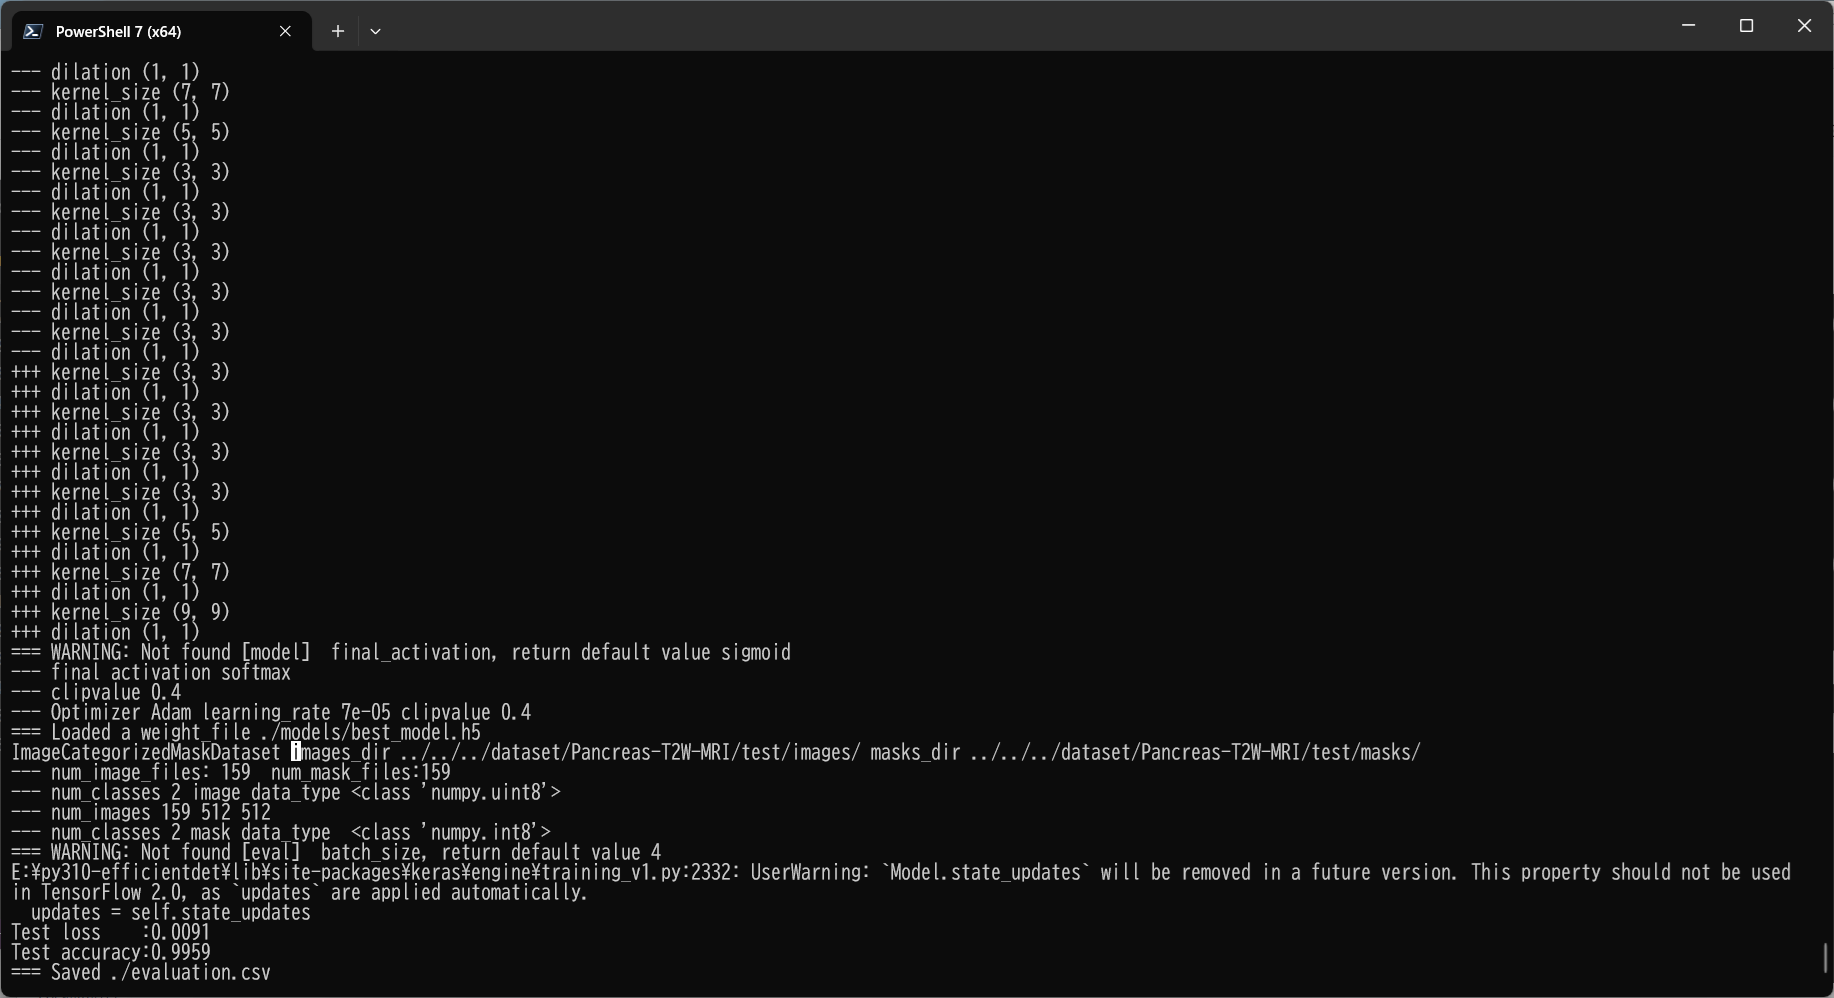 PowerShell 7 (x64)
--- dilation (1, 1)
--- kernel_size (7, 7)
--- dilation (1, 1)
--- kernel_size (5, 5)
--- dilation (1, 1)
--- kernel_size (3, 3)
--- dilation (1, 1)
--- kernel_size (3, 3)
--- dilation (1, 1)
--- kernel_size (3, 3)
--- dilation (1, 1)
--- kernel_size (3, 3)
--- dilation (1, 1)
--- kernel_size (3, 3)
--- dilation (1, 1)
+++ kernel_size (3, 3)
+++ dilation (1, 1)
+++ kernel_size (3, 3)
+++ dilation (1, 1)
+++ kernel_size (3, 3)
+++ dilation (1, 1)
+++ kernel_size (3, 3)
+++ dilation (1, 1)
+++ kernel_size (5, 5)
+++ dilation (1, 1)
+++ kernel_size (7, 7)
+++ dilation (1, 1)
+++ kernel_size (9, 9)
+++ dilation (1, 1)
=== WARNING: Not found [model]  final_activation, return default value sigmoid
--- final activation softmax
--- clipvalue 0.4
--- Optimizer Adam learning_rate 7e-05 clipvalue 0.4
=== Loaded a weight_file ./models/best_model.h5
ImageCategorizedMaskDataset images_dir ../../../dataset/Pancreas-T2W-MRI/test/images/ masks_dir ../../../dataset/Pancreas-T2W-MRI/test/masks/
--- num_image_files: 159  num_mask_files:159
--- num_classes 2 image data_type <class 'numpy.uint8'>
--- num_images 159 512 512
--- num_classes 2 mask data_type  <class 'numpy.int8'>
=== WARNING: Not found [eval]  batch_size, return default value 4
E:¥py310-efficientdet¥lib¥site-packages¥keras¥engine¥training_v1.py:2332: UserWarning: `Model.state_updates` will be removed in a future version. This property should not be used
in TensorFlow 2.0, as `updates` are applied automatically.
  updates = self.state_updates
Test loss    :0.0091
Test accuracy:0.9959
=== Saved ./evaluation.csv